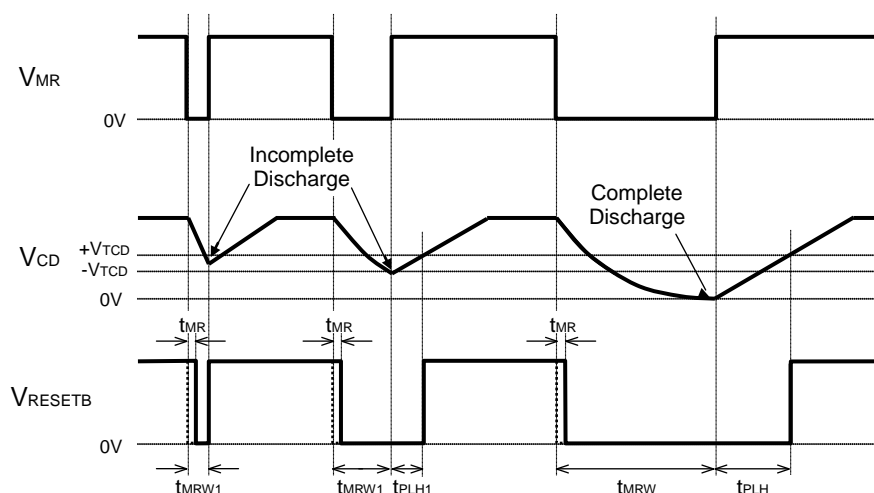 VMR
0V
Incomplete
Discharge
Complete
Discharge
VCD
+VTCD
-VTCD
0V
tMR
tMR
tMR
VRESETB
0V
tMRW1
tMRW1
tPLH1
tMRW
tPLH